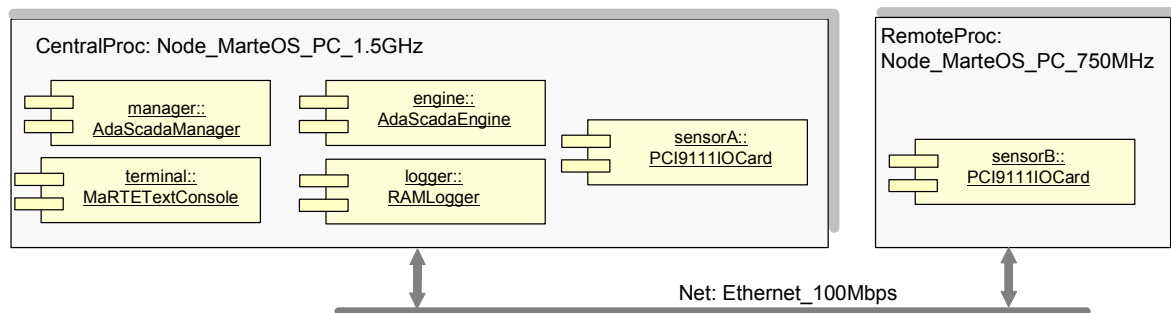 CentralProc: Node_MarteOS_PC_1.5GHz
manager::
AdaScadaManager
engine::
AdaScadaEngine
terminal::
MaRTETextConsole
logger::
RAMLogger
sensorA::
PCI9111IOCard
RemoteProc:
Node_MarteOS_PC_750MHz
sensorB::
PCI9111IOCard
Net: Ethernet_100Mbps